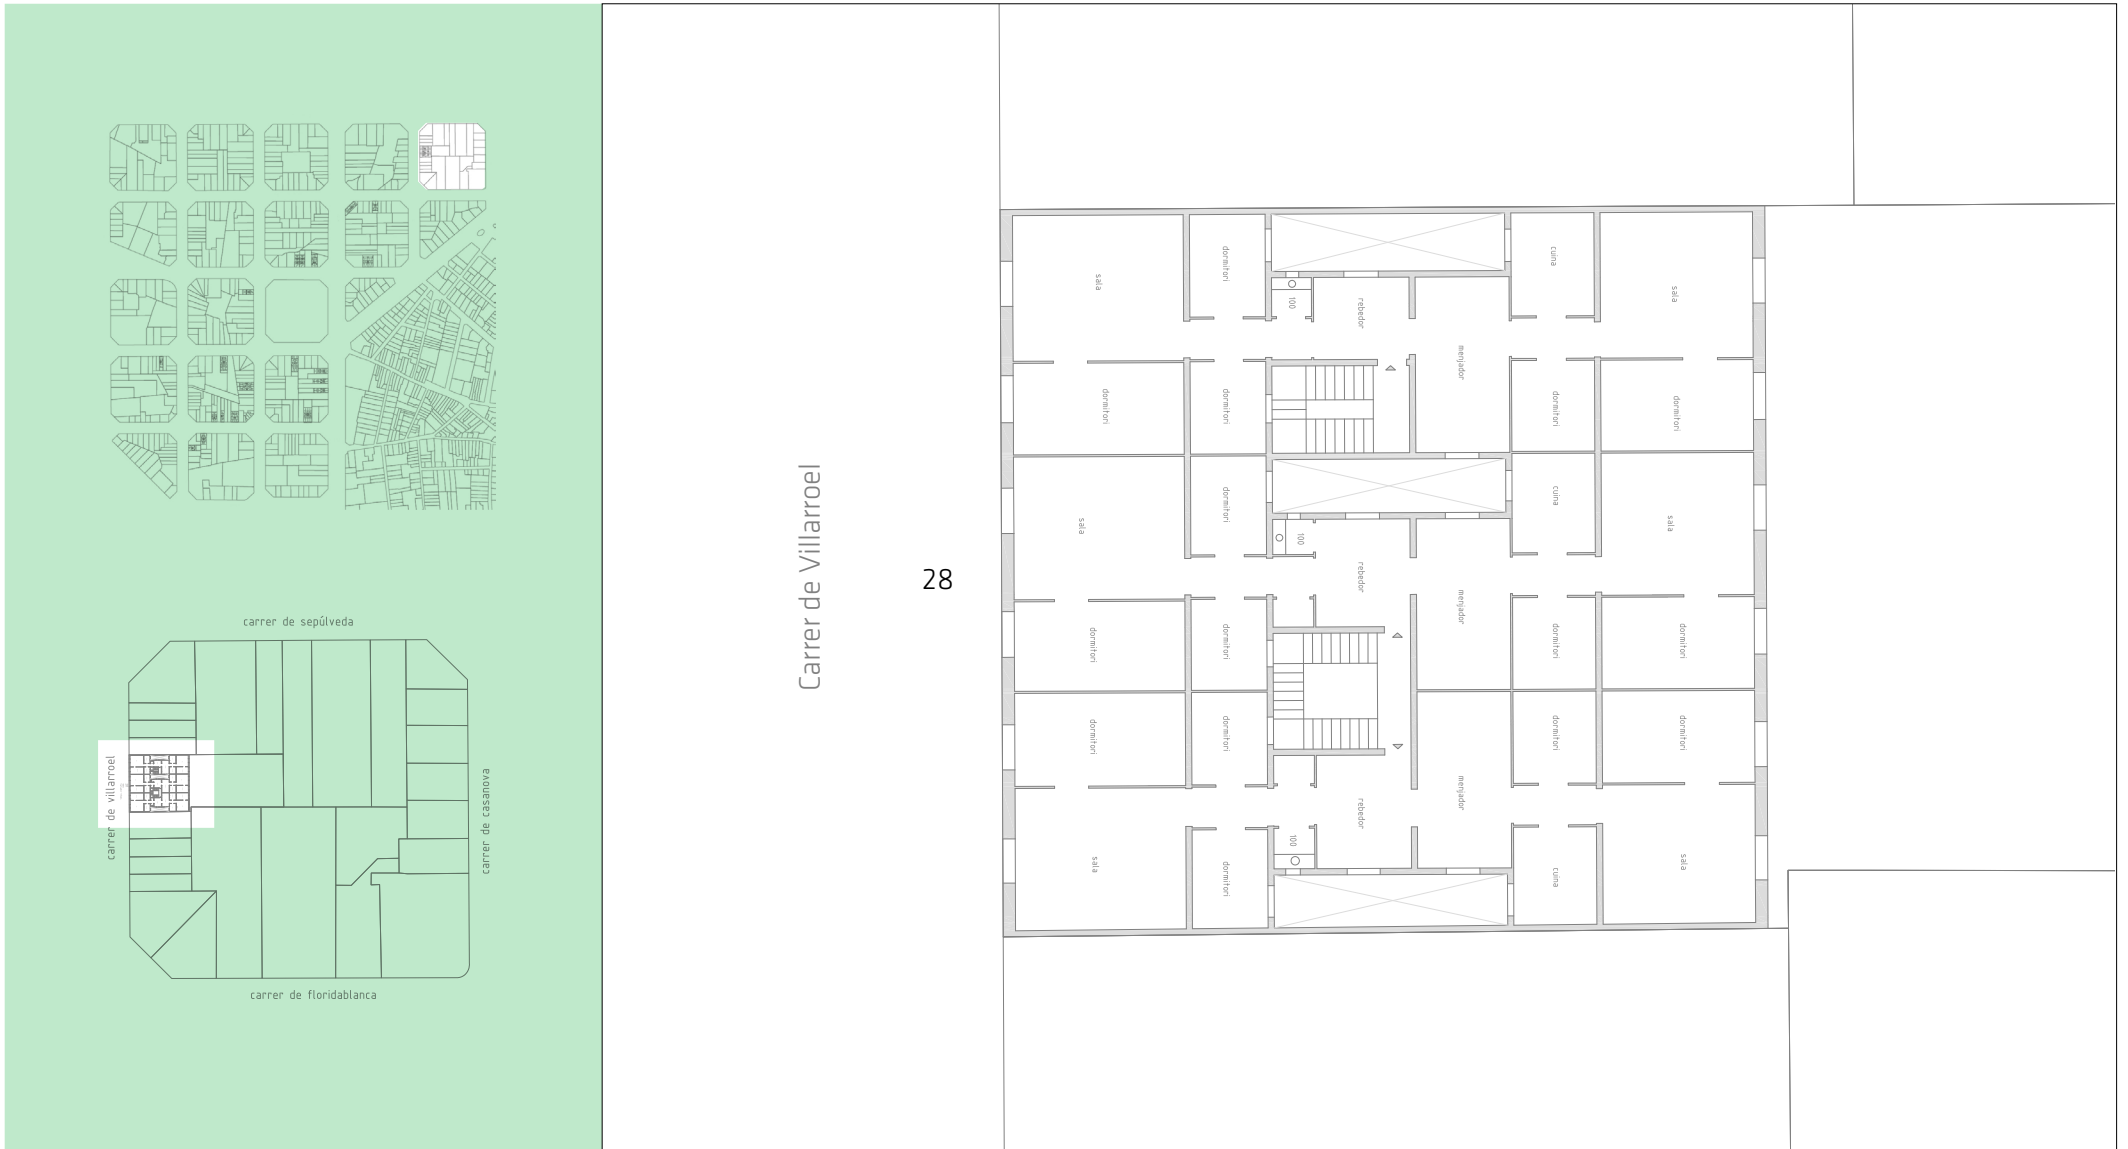 carrer de sepúlveda
carrer de villarroel
carrer de casanova
carrer de floridablanca
Carrer de Villarroel
28
sala
dormitori
cuina
sala
100
rebedor
menjador
dormitori
dormitori
dormitori
dormitori
sala
dormitori
cuina
sala
100
rebedor
menjador
dormitori
dormitori
dormitori
dormitori
dormitori
dormitori
dormitori
dormitori
rebedor
menjador
sala
dormitori
100
cuina
sala